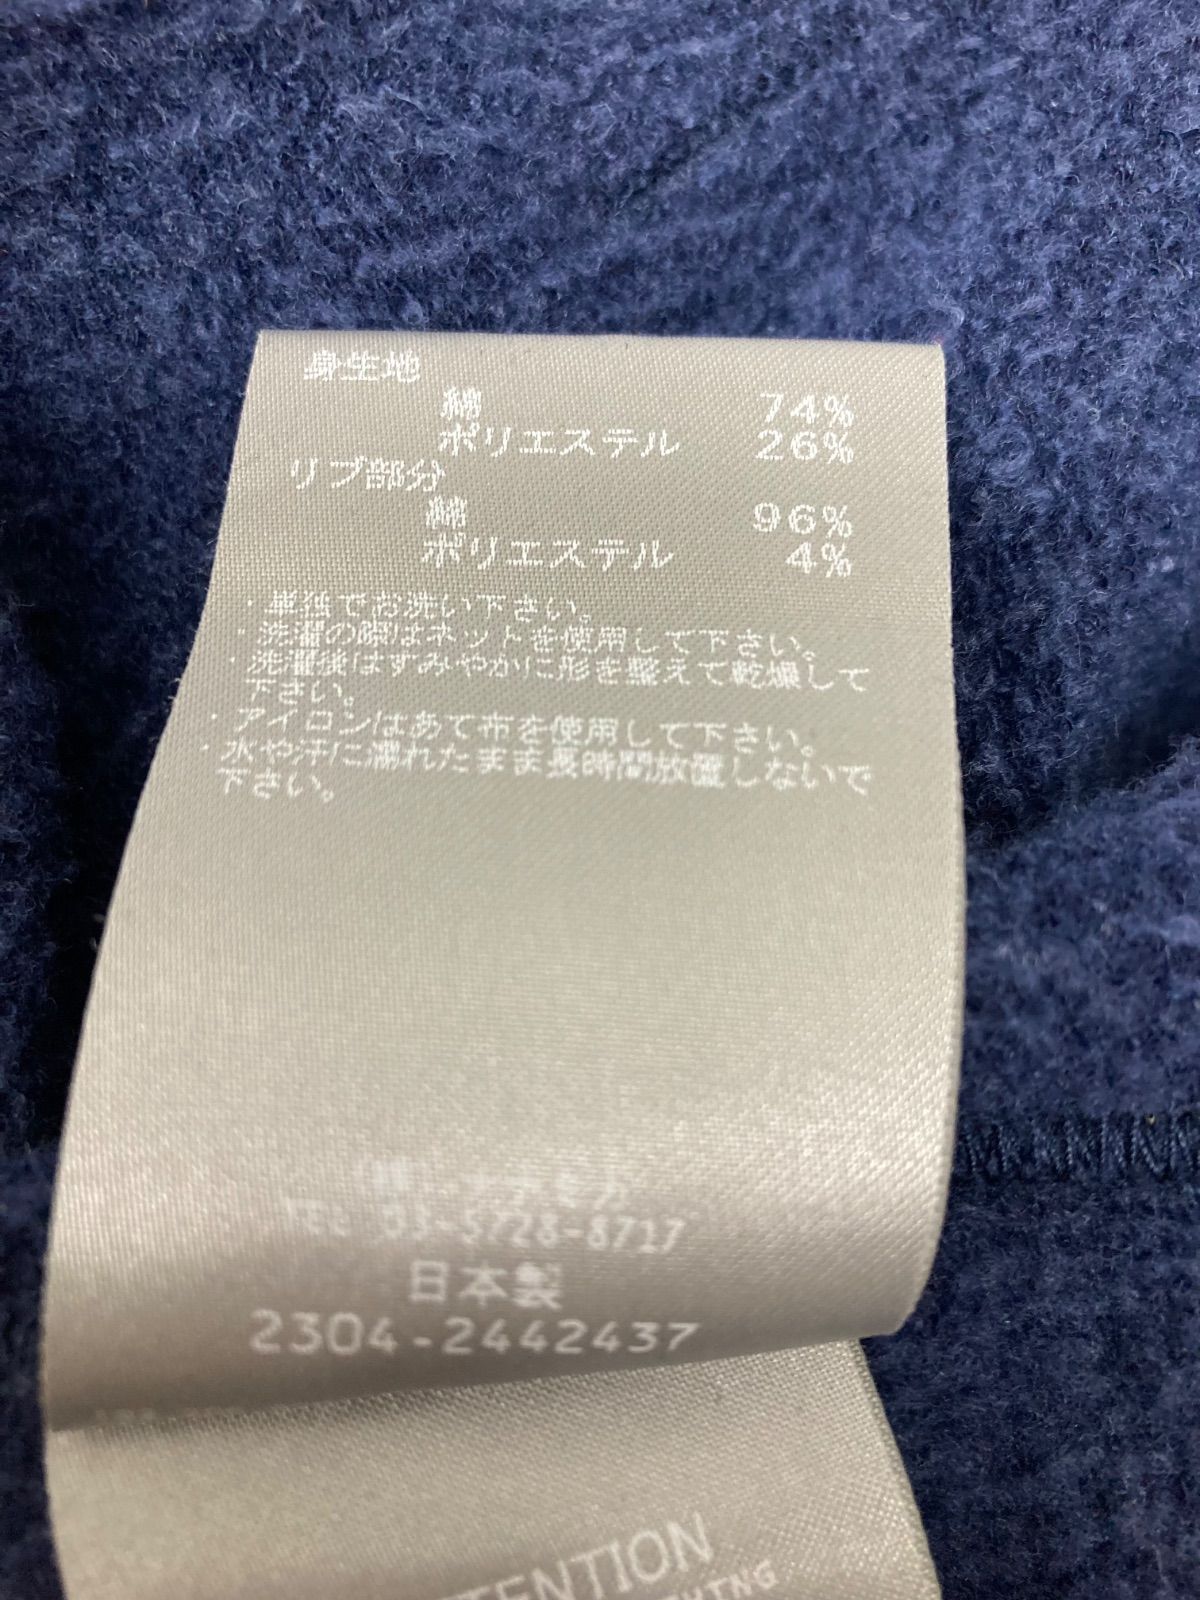 身生地
綿 74%
ポリエステル 26%
リブ部分
綿 96%
ポリエステル 4%
・単独でお洗い下さい。
・洗濯の際はネットを使用して下さい。
・洗濯後はすみやかに形を整えて乾燥して
下さい。
・アイロンはあて布を使用して下さい。
・水や汗に濡れたまま長時間放置しないで
下さい。
TEL 03-5728-8717
日本製
2304-2442437